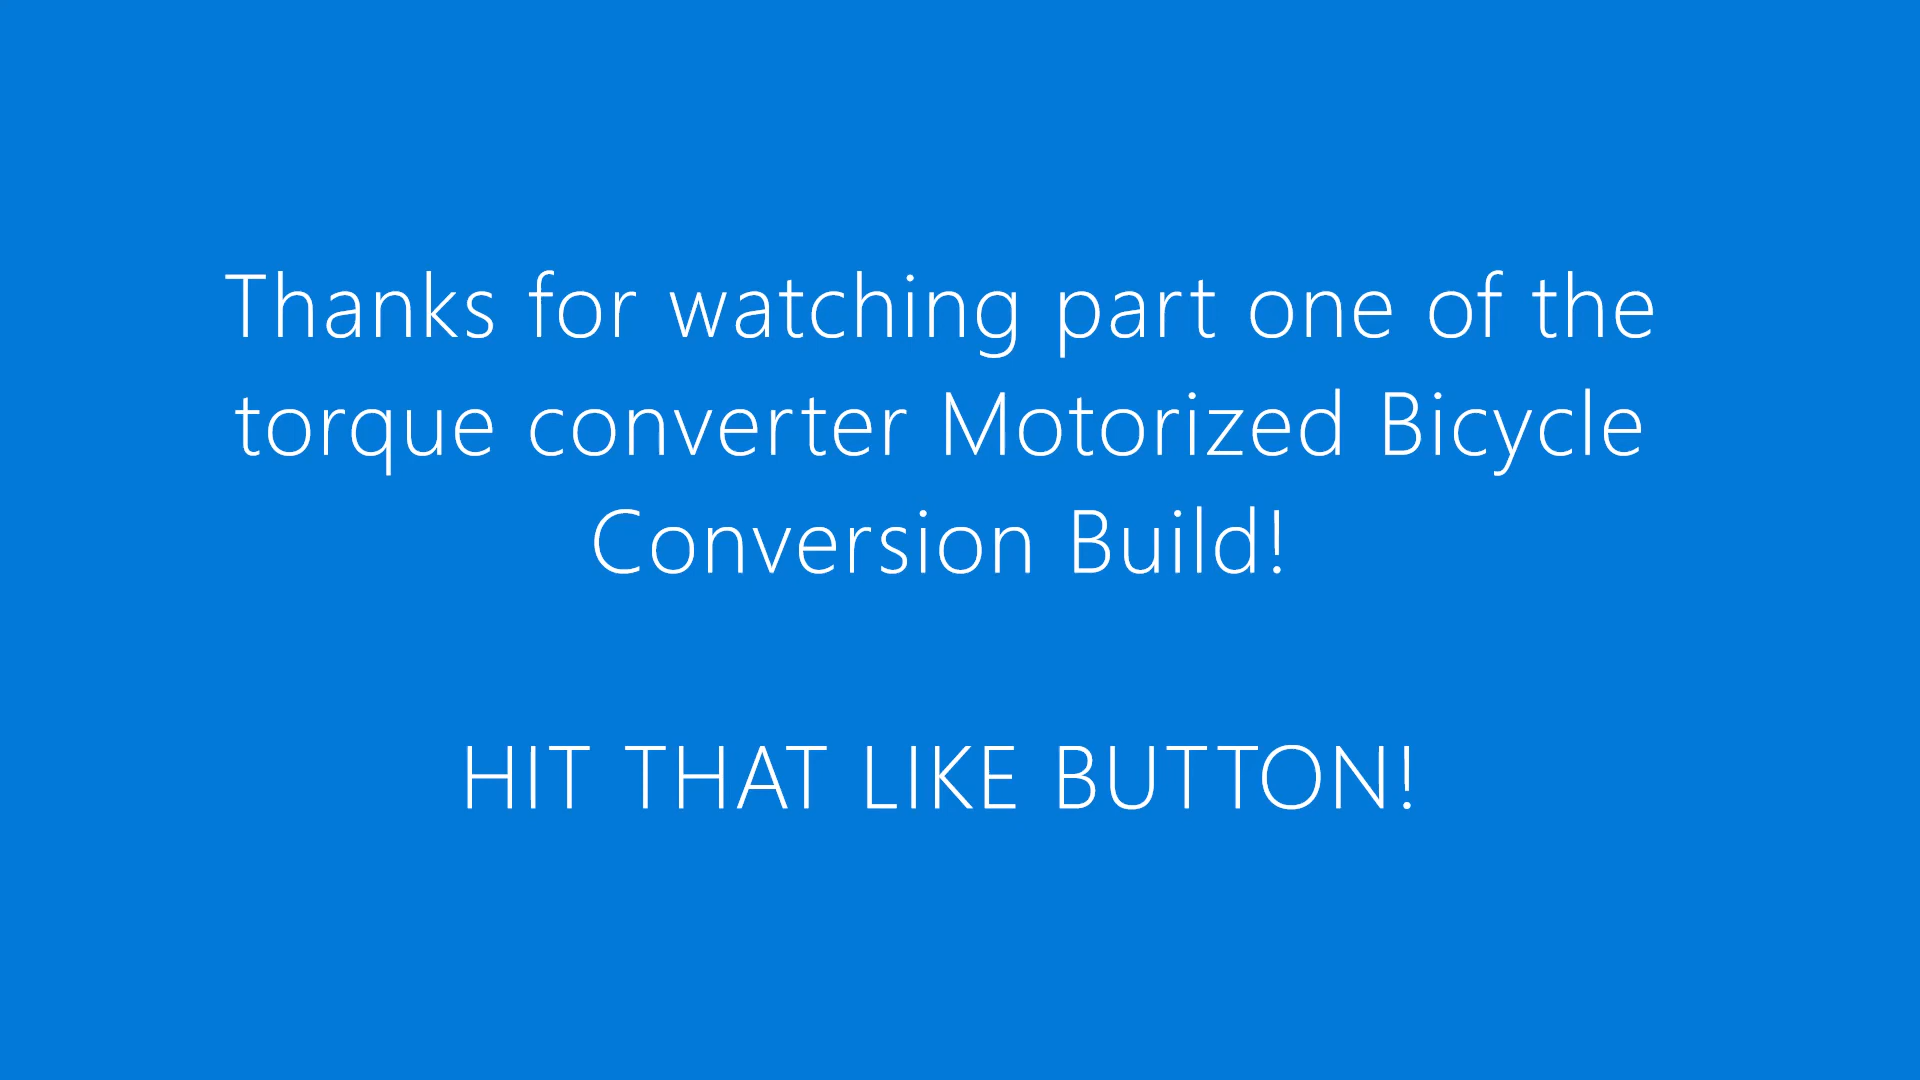 Thanks for watching part one of the
torque converter Motorized Bicycle
Conversion Build!
HIT THAT LIKE BUTTON!